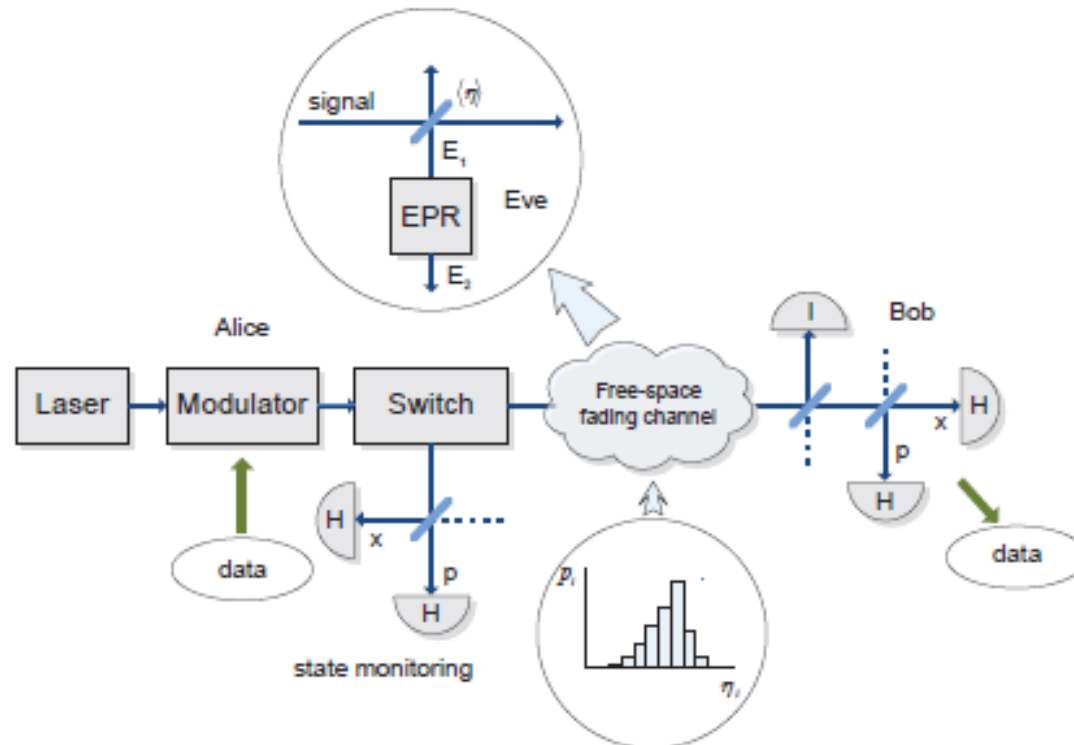 signal
⟨η⟩
E₁
EPR
Eve
E₂
Alice
I
Bob
Laser
Modulator
Switch
Free-space
fading channel
H
x
p
H
H
x
p
H
data
data
pᵢ
ηᵢ
state monitoring